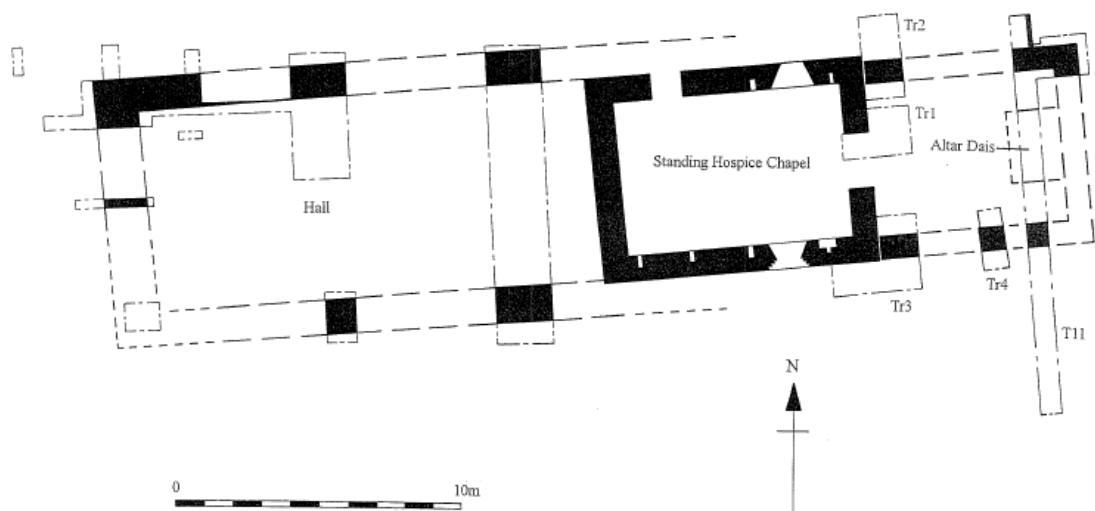 Tr2
Tr1
Standing Hospice Chapel
Altar Dais
Hall
Tr4
Tr3
T11
N
0
10m